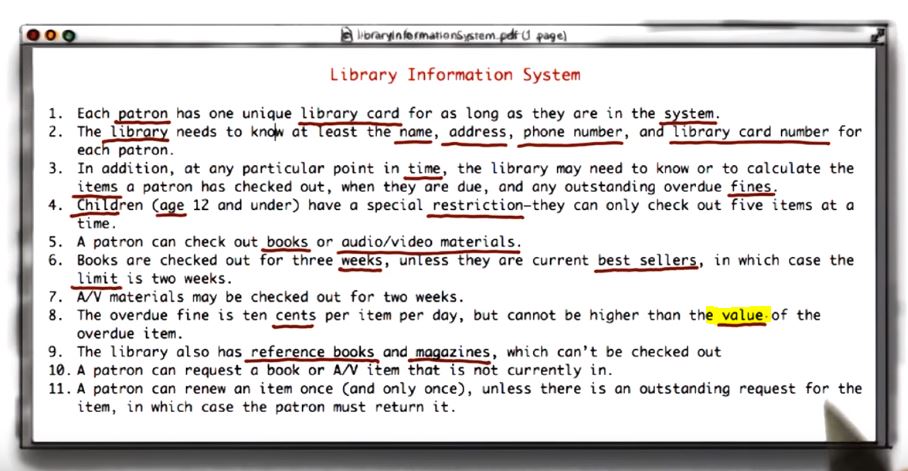 libraryInformationSystem.pdf (1 page)
Library Information System
1. Each patron has one unique library card for as long as they are in the system.
2. The library needs to know at least the name, address, phone number, and library card number for
each patron.
3. In addition, at any particular point in time, the library may need to know or to calculate the
items a patron has checked out, when they are due, and any outstanding overdue fines.
4. Children (age 12 and under) have a special restriction—they can only check out five items at a
time.
5. A patron can check out books or audio/video materials.
6. Books are checked out for three weeks, unless they are current best sellers, in which case the
limit is two weeks.
7. A/V materials may be checked out for two weeks.
8. The overdue fine is ten cents per item per day, but cannot be higher than the value of the
overdue item.
9. The library also has reference books and magazines, which can't be checked out
10. A patron can request a book or A/V item that is not currently in.
11. A patron can renew an item once (and only once), unless there is an outstanding request for the
item, in which case the patron must return it.